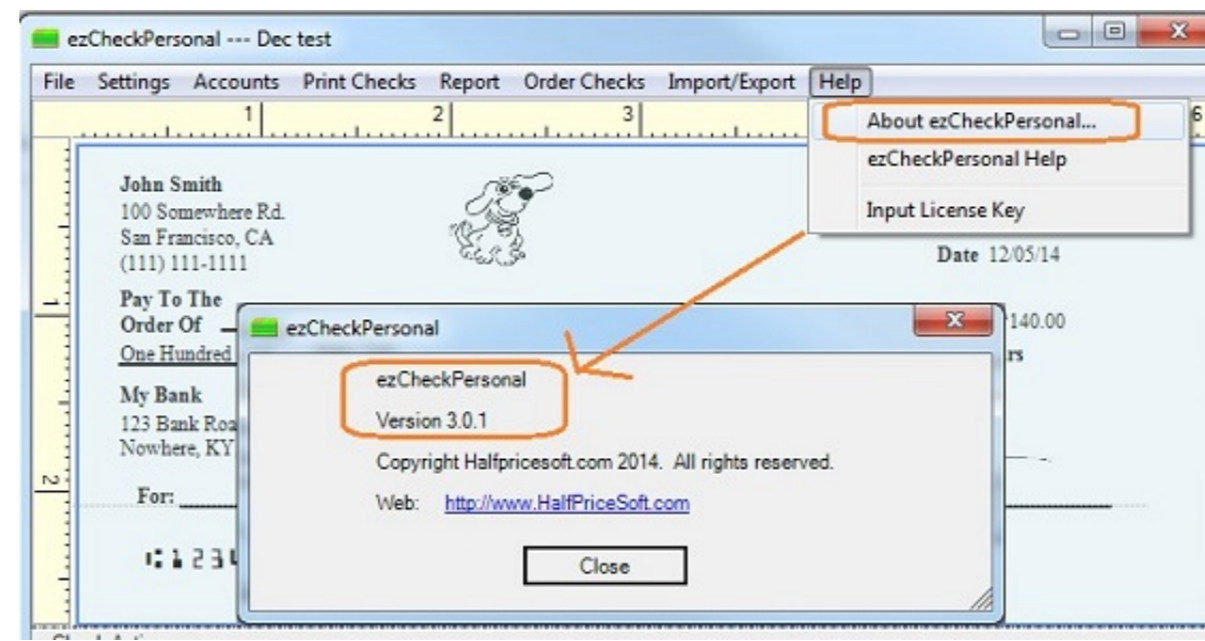 ezCheckPersonal --- Dec test
File Settings Accounts Print Checks Report Order Checks Import/Export Help
1 2 3 6
About ezCheckPersonal...
ezCheckPersonal Help
Input License Key
John Smith
100 Somewhere Rd.
San Francisco, CA
(111) 111-1111
Date 12/05/14
Pay To The
Order Of
140.00
One Hundred
rs
My Bank
123 Bank Roa
Nowhere, KY
For:
1234
ezCheckPersonal
ezCheckPersonal
Version 3.0.1
Copyright Halfpricesoft.com 2014. All rights reserved.
Web: http://www.HalfPriceSoft.com
Close
1
2